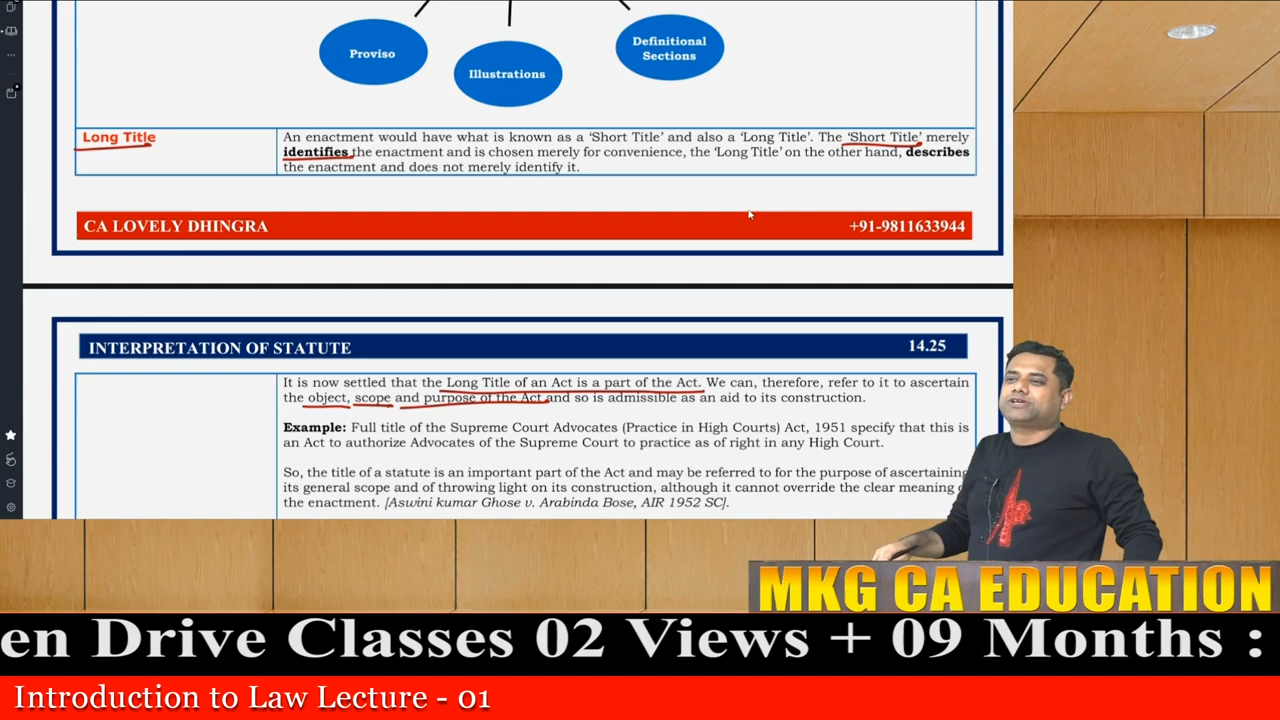 Proviso
Illustrations
Definitional
Sections
Long Title
An enactment would have what is known as a ‘Short Title’ and also a ‘Long Title’. The ‘Short Title’ merely
identifies the enactment and is chosen merely for convenience, the ‘Long Title’ on the other hand, describes
the enactment and does not merely identify it.
CA LOVELY DHINGRA
+91-9811633944
INTERPRETATION OF STATUTE
14.25
It is now settled that the Long Title of an Act is a part of the Act. We can, therefore, refer to it to ascertain
the object, scope and purpose of the Act and so is admissible as an aid to its construction.
Example: Full title of the Supreme Court Advocates (Practice in High Courts) Act, 1951 specify that this is
an Act to authorize Advocates of the Supreme Court to practice as of right in any High Court.
So, the title of a statute is an important part of the Act and may be referred to for the purpose of ascertaining
its general scope and of throwing light on its construction, although it cannot override the clear meaning
the enactment. [Aswini kumar Ghose v. Arabinda Bose, AIR 1952 SC].
MKG CA EDUCATION
en Drive Classes 02 Views + 09 Months :
Introduction to Law Lecture - 01